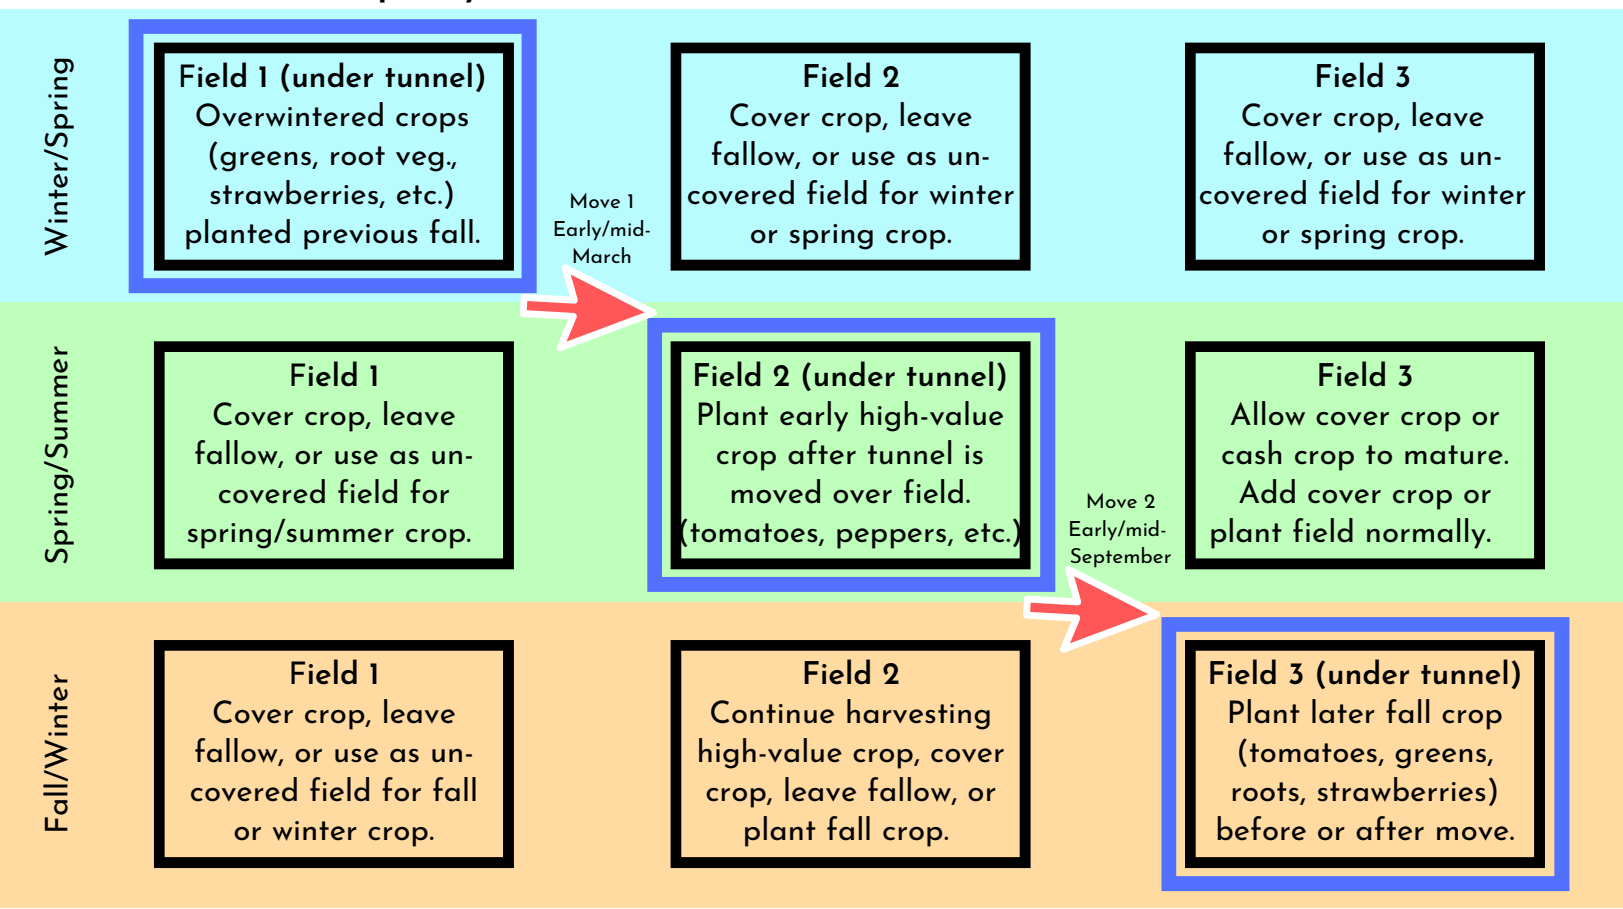 Winter/Spring
Field 1 (under tunnel)
Overwintered crops
(greens, root veg.,
strawberries, etc.)
planted previous fall.
Move 1
Early/mid-
March
Field 2
Cover crop, leave
fallow, or use as un-
covered field for winter
or spring crop.
Field 3
Cover crop, leave
fallow, or use as un-
covered field for winter
or spring crop.
Spring/Summer
Field 1
Cover crop, leave
fallow, or use as un-
covered field for
spring/summer crop.
Field 2 (under tunnel)
Plant early high-value
crop after tunnel is
moved over field.
(tomatoes, peppers, etc.)
Move 2
Early/mid-
September
Field 3
Allow cover crop or
cash crop to mature.
Add cover crop or
plant field normally.
Fall/Winter
Field 1
Cover crop, leave
fallow, or use as un-
covered field for fall
or winter crop.
Field 2
Continue harvesting
high-value crop, cover
crop, leave fallow, or
plant fall crop.
Field 3 (under tunnel)
Plant later fall crop
(tomatoes, greens,
roots, strawberries)
before or after move.